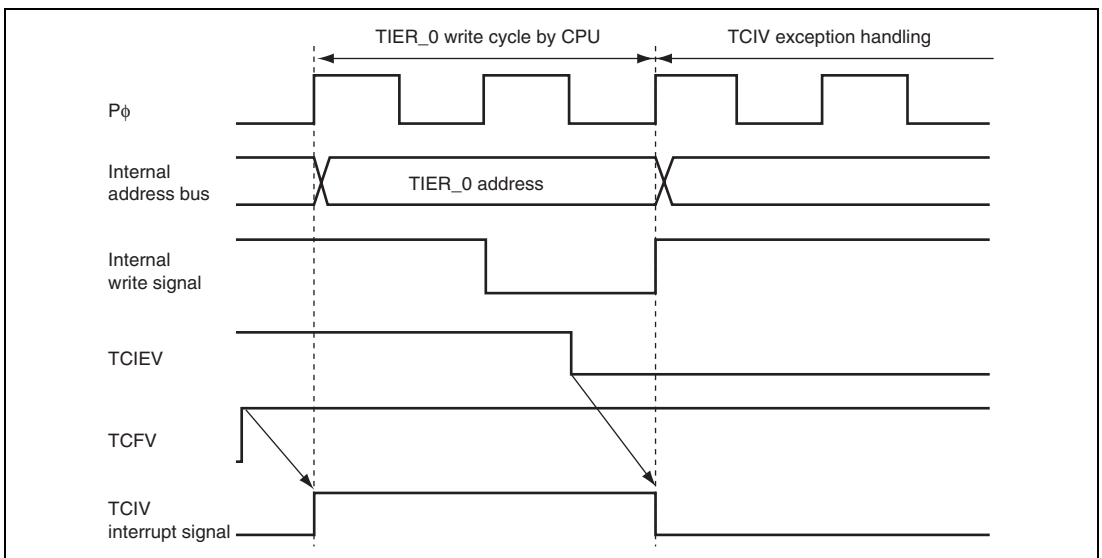 TIER_0 write cycle by CPU
TCIV exception handling
Pϕ
Internal
address bus
TIER_0 address
Internal
write signal
TCIEV
TCFV
TCIV
interrupt signal